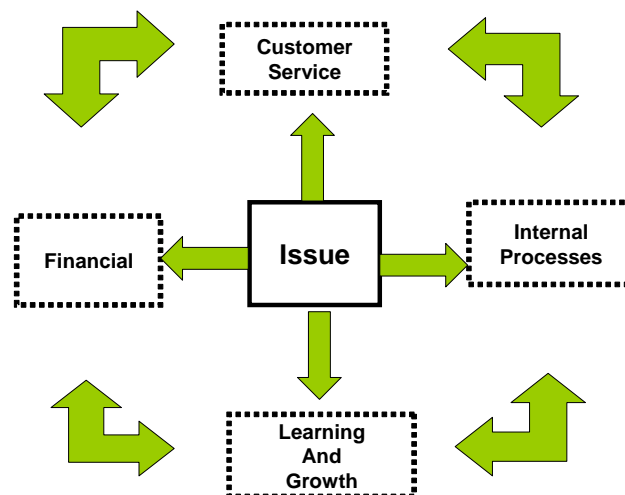 Customer
Service
Financial
Issue
Internal
Processes
Learning
And
Growth